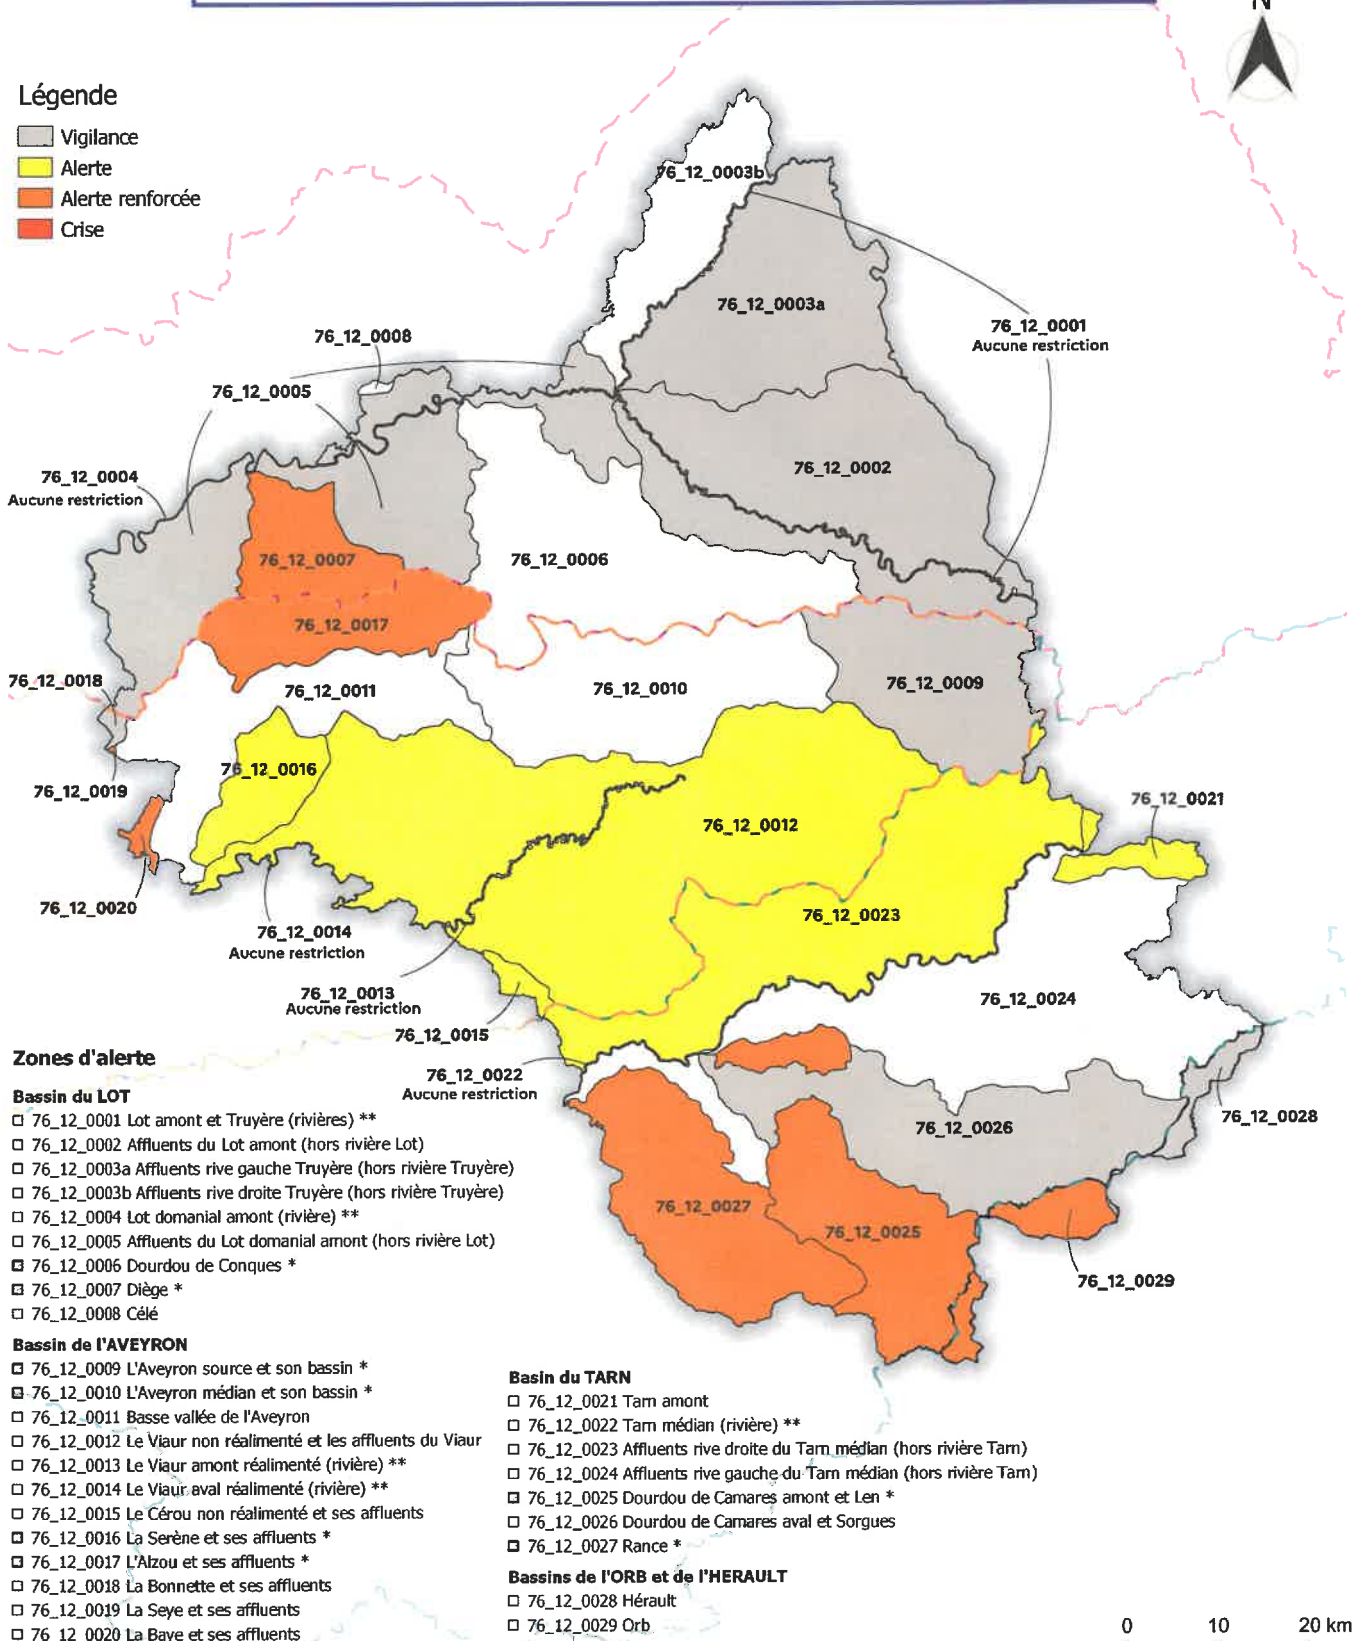 N
Légende
Vigilance
Alerte
Alerte renforcée
Crise
76_12_0003b
76_12_0003a
76_12_0001
Aucune restriction
76_12_0008
76_12_0005
76_12_0002
76_12_0004
Aucune restriction
76_12_0007
76_12_0006
76_12_0017
76_12_0018
76_12_0011
76_12_0010
76_12_0009
76_12_0016
76_12_0019
76_12_0012
76_12_0021
76_12_0020
76_12_0023
76_12_0014
Aucune restriction
76_12_0013
Aucune restriction
76_12_0024
76_12_0015
76_12_0022
Aucune restriction
76_12_0028
76_12_0026
76_12_0027
76_12_0025
76_12_0029
Zones d'alerte
Bassin du LOT
76_12_0001 Lot amont et Truyère (rivières) **
76_12_0002 Affluents du Lot amont (hors rivière Lot)
76_12_0003a Affluents rive gauche Truyère (hors rivière Truyère)
76_12_0003b Affluents rive droite Truyère (hors rivière Truyère)
76_12_0004 Lot domanial amont (rivière) **
76_12_0005 Affluents du Lot domanial amont (hors rivière Lot)
76_12_0006 Dourdou de Conques *
76_12_0007 Diège *
76_12_0008 Célé
Bassin de l'AVEYRON
76_12_0009 L'Aveyron source et son bassin *
76_12_0010 L'Aveyron médian et son bassin *
76_12_0011 Basse vallée de l'Aveyron
76_12_0012 Le Viaur non réalimenté et les affluents du Viaur
76_12_0013 Le Viaur amont réalimenté (rivière) **
76_12_0014 Le Viaur aval réalimenté (rivière) **
76_12_0015 Le Cérou non réalimenté et ses affluents
76_12_0016 La Serène et ses affluents *
76_12_0017 L'Alzou et ses affluents *
76_12_0018 La Bonnette et ses affluents
76_12_0019 La Seye et ses affluents
76_12_0020 La Baye et ses affluents
Basin du TARN
76_12_0021 Tarn amont
76_12_0022 Tarn médian (rivière) **
76_12_0023 Affluents rive droite du Tarn médian (hors rivière Tarn)
76_12_0024 Affluents rive gauche du Tarn médian (hors rivière Tarn)
76_12_0025 Dourdou de Camares amont et Len *
76_12_0026 Dourdou de Camares aval et Sorgues
76_12_0027 Rance *
Bassins de l'ORB et de l'HERAULT
76_12_0028 Hérault
76_12_0029 Orb
0 10 20 km